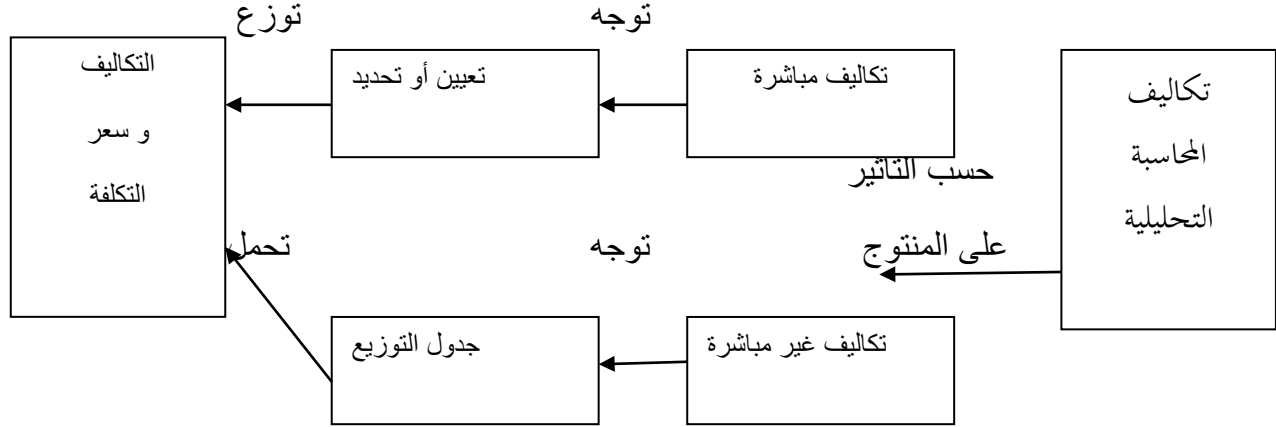 تكاليف
المحاسبة
التحليلية
حسب التاثير
على المنتوج
تكاليف مباشرة
توجه
تعيين أو تحديد
توزع
تكاليف غير مباشرة
توجه
جدول التوزيع
تحمل
التكاليف
و سعر
التكلفة